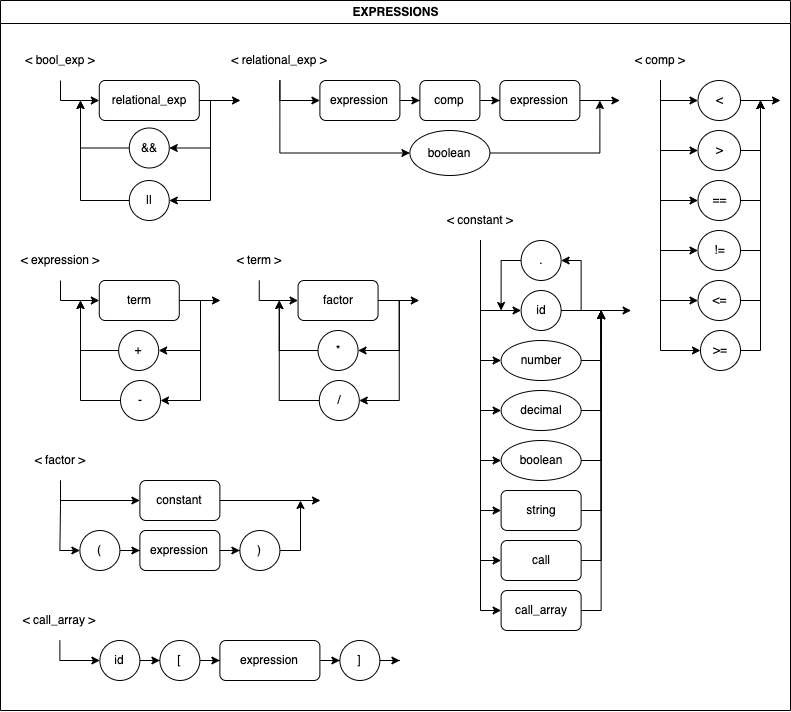 EXPRESSIONS
< bool_exp >
relational_exp
&&
||
< relational_exp >
expression
comp
expression
boolean
< comp >
<
>
==
!=
<=
>=
< expression >
term
+
-
< term >
factor
*
/
< constant >
.
id
number
decimal
boolean
string
call
call_array
< factor >
constant
(
expression
)
< call_array >
id
[
expression
]